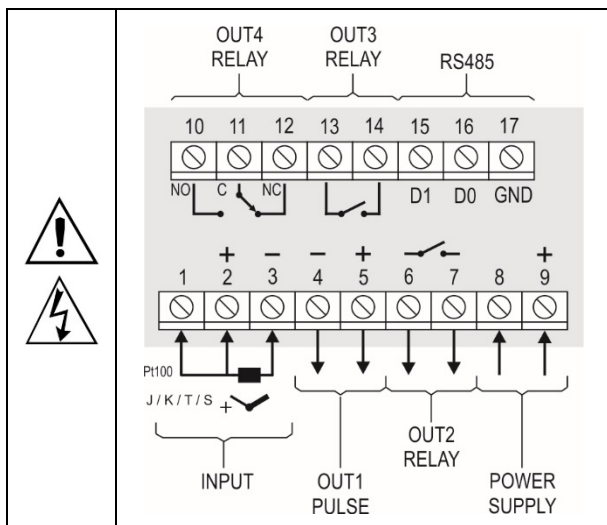 OUT4 OUT3
RELAY RELAY RS485
10 11 12 13 14 15 16 17
NO C NC D1 D0 GND
+ − − + +
1 2 3 4 5 6 7 8 9
Pt100
J / K / T / S +
INPUT OUT1 OUT2 POWER
PULSE RELAY SUPPLY